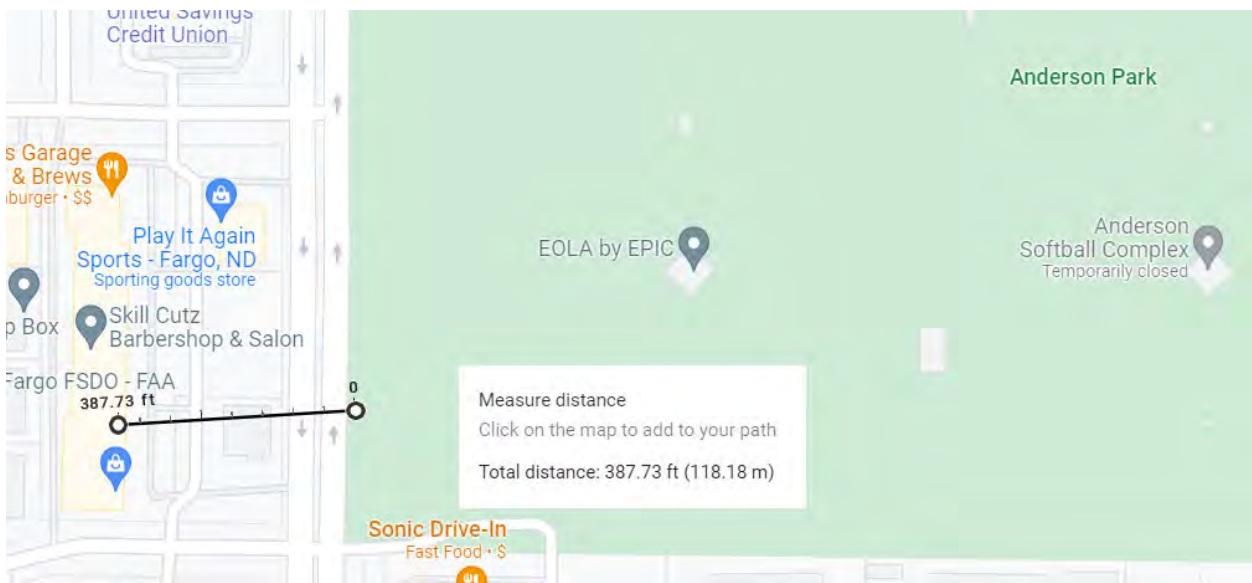 United Savings
Credit Union
Anderson Park
s Garage
& Brews
burger • $$
Play It Again
Sports - Fargo, ND
Sporting goods store
EOLA by EPIC
Anderson
Softball Complex
Temporarily closed
p Box
Skill Cutz
Barbershop & Salon
Fargo FSDO - FAA
387.73 ft
0
Measure distance
Click on the map to add to your path
Total distance: 387.73 ft (118.18 m)
Sonic Drive-In
Fast Food • $